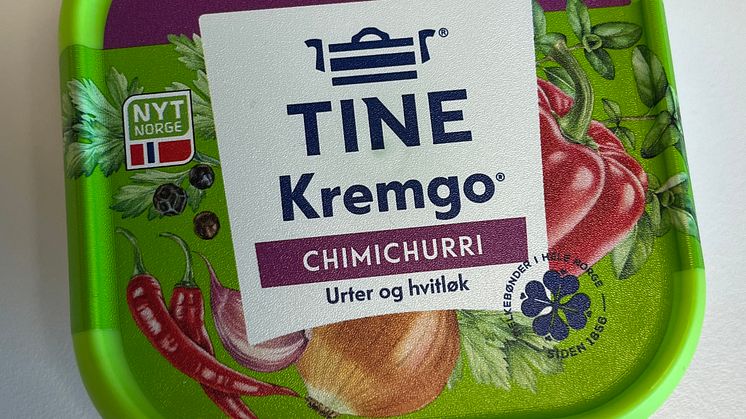 NYT
NORGE
®
TINE
Kremgo®
CHIMICHURRI
Urter og hvitløk
MELKEBØNDER I HELE NORGE
SIDEN 1856